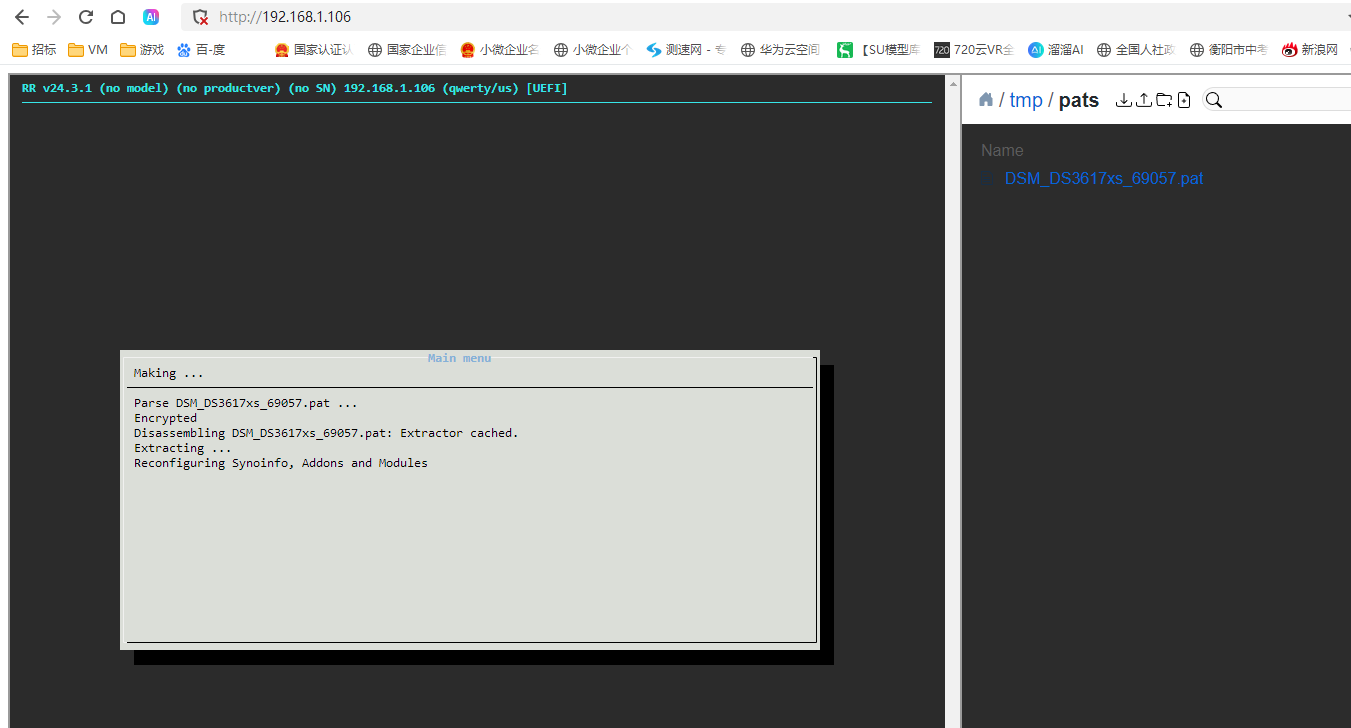 http://192.168.1.106
招标 VM 游戏 百-度 国家认证 国家企业信 小微企业名 小微企业个 测速网 - 专 华为云空间 【SU模型库 720云VR全 溜溜AI 全国人社政 衡阳市中考 新浪网
RR v24.3.1 (no model) (no productver) (no SN) 192.168.1.106 (qwerty/us) [UEFI]
/ tmp / pats
Name
DSM_DS3617xs_69057.pat
Main menu
Making ...
Parse DSM_DS3617xs_69057.pat ...
Encrypted
Disassembling DSM_DS3617xs_69057.pat: Extractor cached.
Extracting ...
Reconfiguring Synoinfo, Addons and Modules